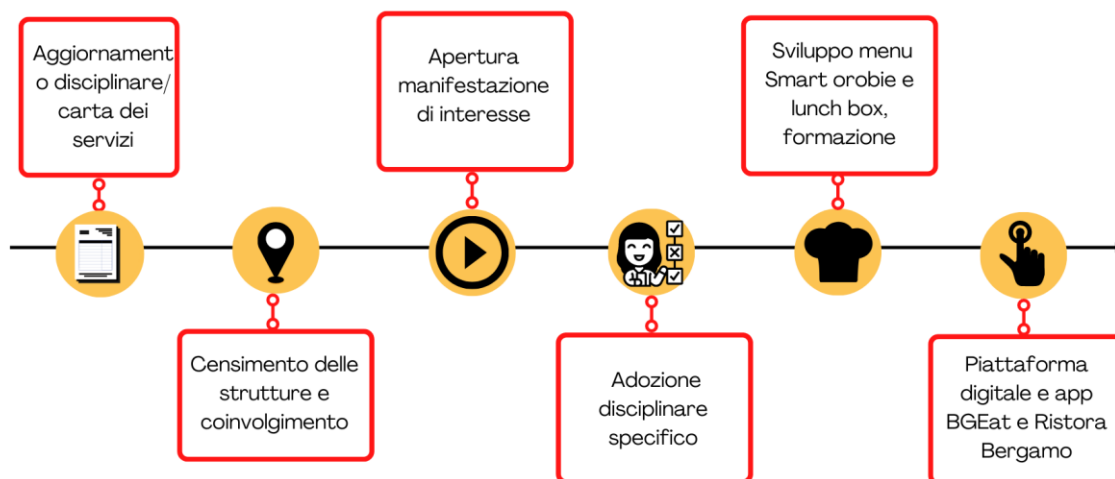 Aggiornament
o disciplinare/
carta dei
servizi
Censimento delle
strutture e
coinvolgimento
Apertura
manifestazione
di interesse
Adozione
disciplinare
specifico
Sviluppo menu
Smart orobie e
lunch box,
formazione
Piattaforma
digitale e app
BGEat e Ristora
Bergamo